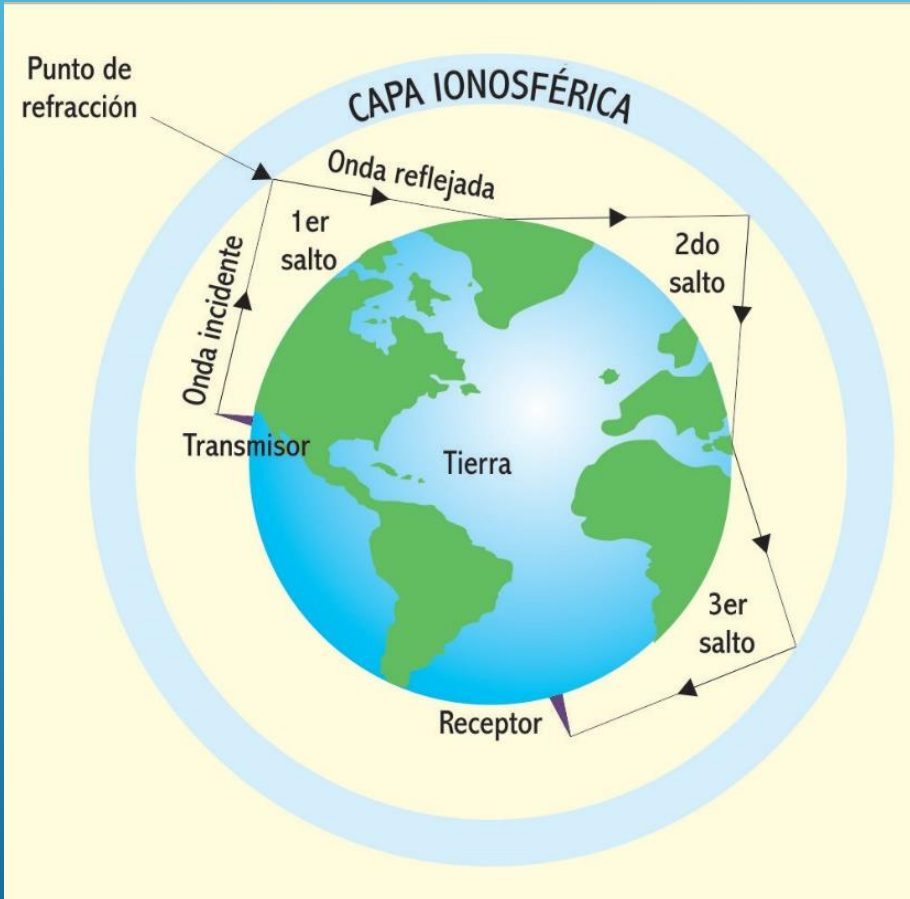 Punto de
refracción
CAPA IONOSFÉRICA
Onda reflejada
1er
salto
2do
salto
Onda incidente
Transmisor
Tierra
3er
salto
Receptor